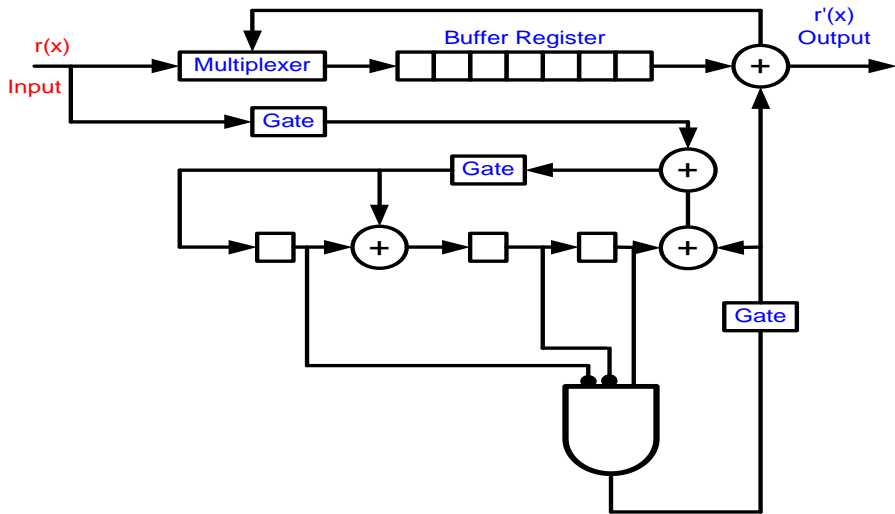 r(x)
Input
Multiplexer
Buffer Register
+
r'(x)
Output
Gate
+
Gate
+
+
Gate